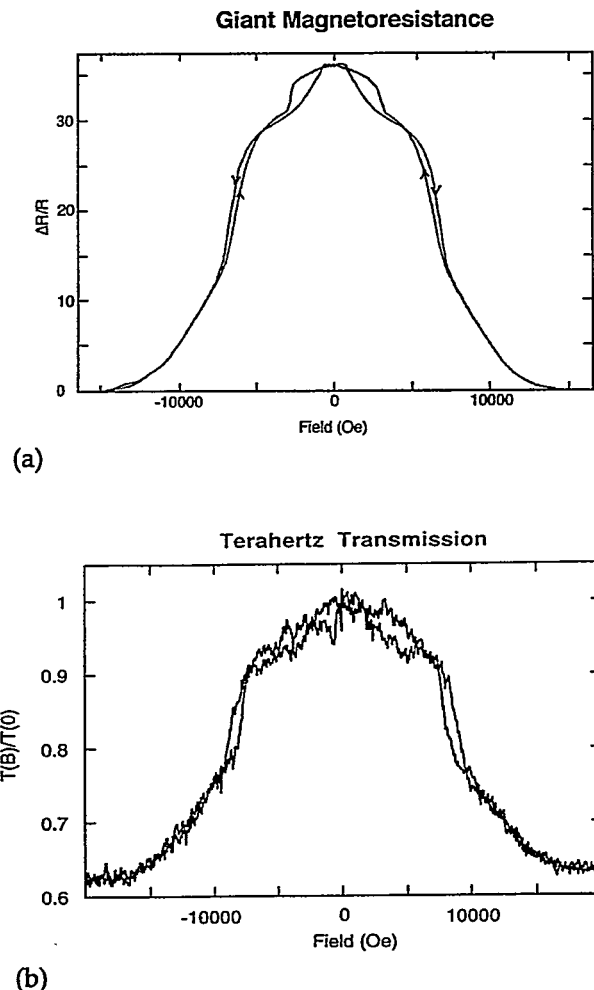 Giant Magnetoresistance
30
20
10
0
ΔR/R
-10000 0 10000
Field (Oe)
(a)
Terahertz Transmission
1
0.9
0.8
0.7
0.6
T(B)/T(0)
-10000 0 10000
Field (Oe)
(b)